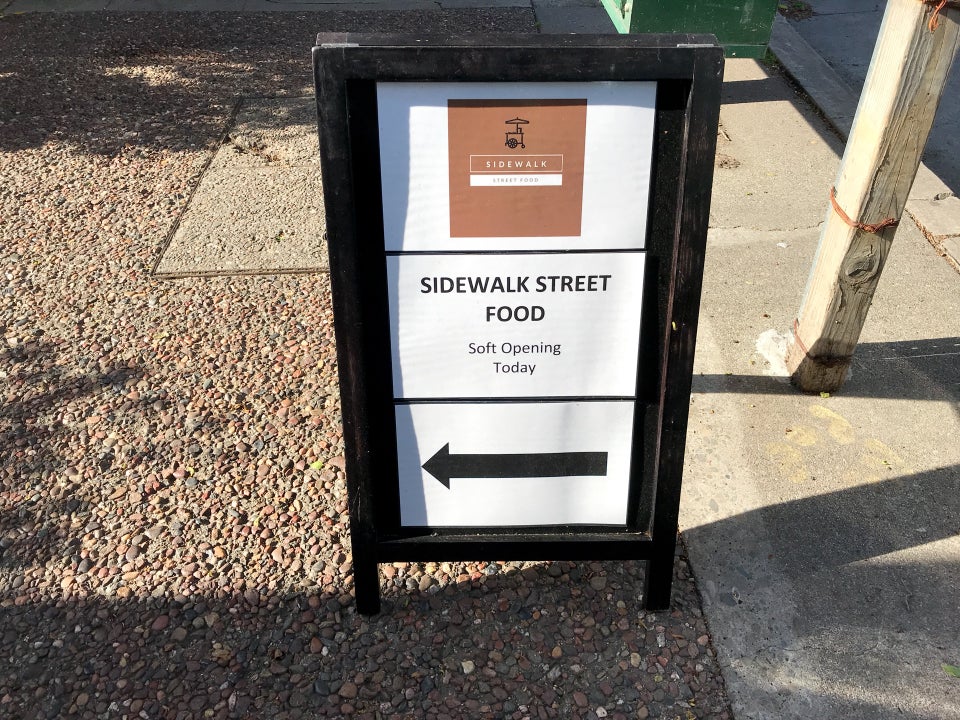 SIDEWALK
STREET FOOD
SIDEWALK STREET
FOOD
Soft Opening
Today